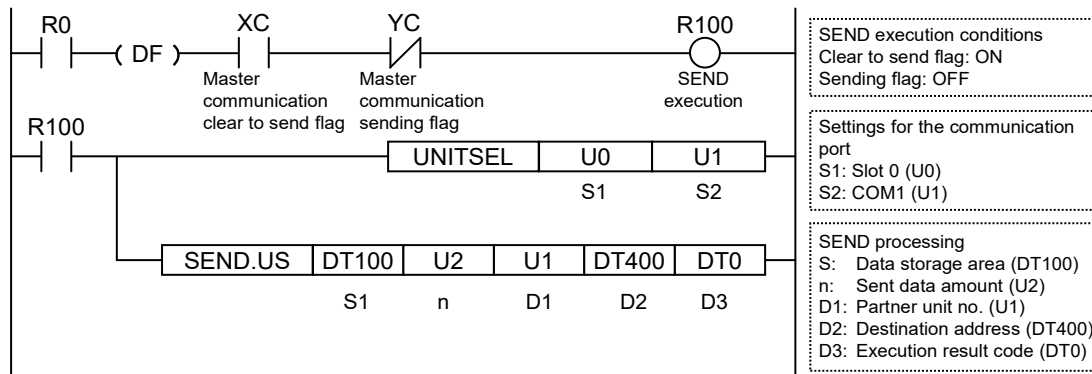 R0
XC
YC
R100
( DF )
Master
communication
clear to send flag
Master
communication
sending flag
SEND
execution
R100
UNITSEL U0 U1
S1 S2
SEND.US DT100 U2 U1 DT400 DT0
S1 n D1 D2 D3
SEND execution conditions
Clear to send flag: ON
Sending flag: OFF
Settings for the communication
port
S1: Slot 0 (U0)
S2: COM1 (U1)
SEND processing
S: Data storage area (DT100)
n: Sent data amount (U2)
D1: Partner unit no. (U1)
D2: Destination address (DT400)
D3: Execution result code (DT0)